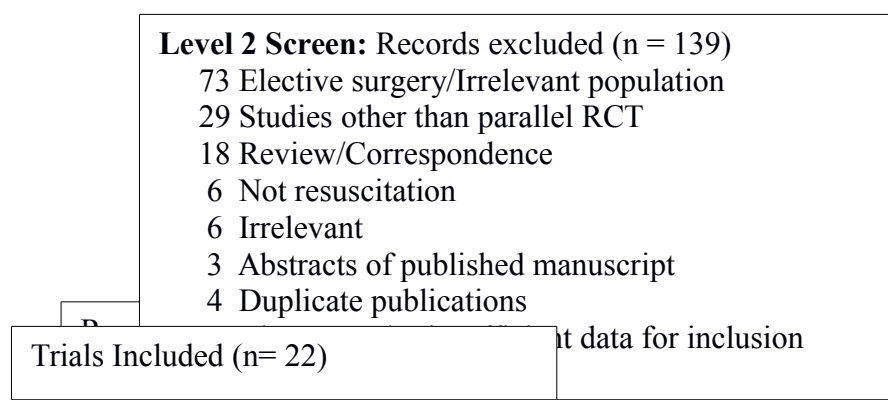 Level 2 Screen: Records excluded (n = 139)
73 Elective surgery/Irrelevant population
29 Studies other than parallel RCT
18 Review/Correspondence
6 Not resuscitation
6 Irrelevant
3 Abstracts of published manuscript
4 Duplicate publications
data for inclusion
Trials Included (n= 22)